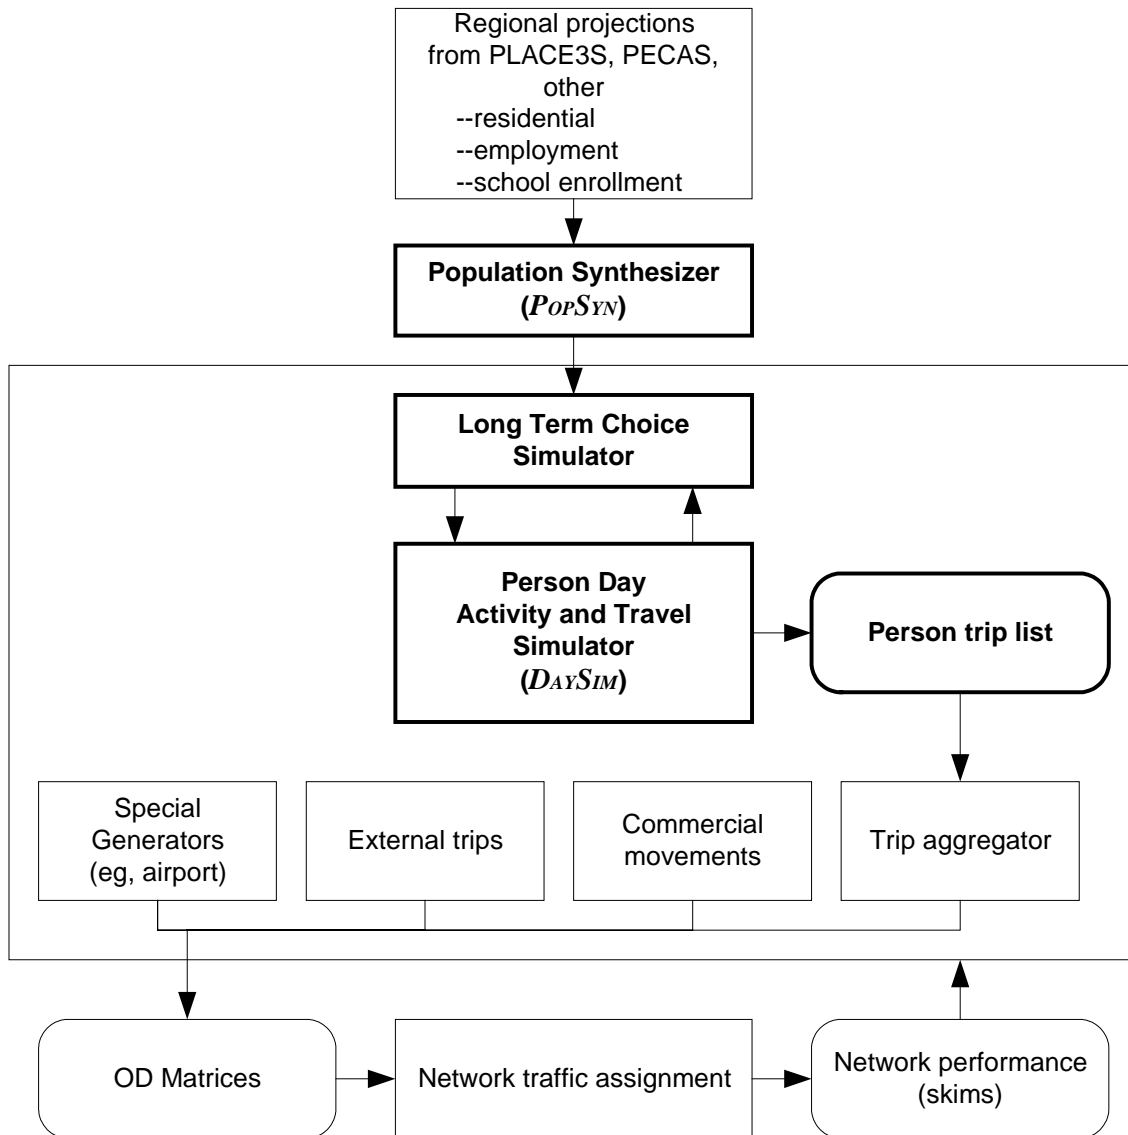 Regional projections
from PLACE3S, PECAS,
other
--residential
--employment
--school enrollment
Population Synthesizer
(POPSYN)
Long Term Choice
Simulator
Person Day
Activity and Travel
Simulator
(DAYSIM)
Person trip list
Special
Generators
(eg, airport)
External trips
Commercial
movements
Trip aggregator
OD Matrices
Network traffic assignment
Network performance
(skims)